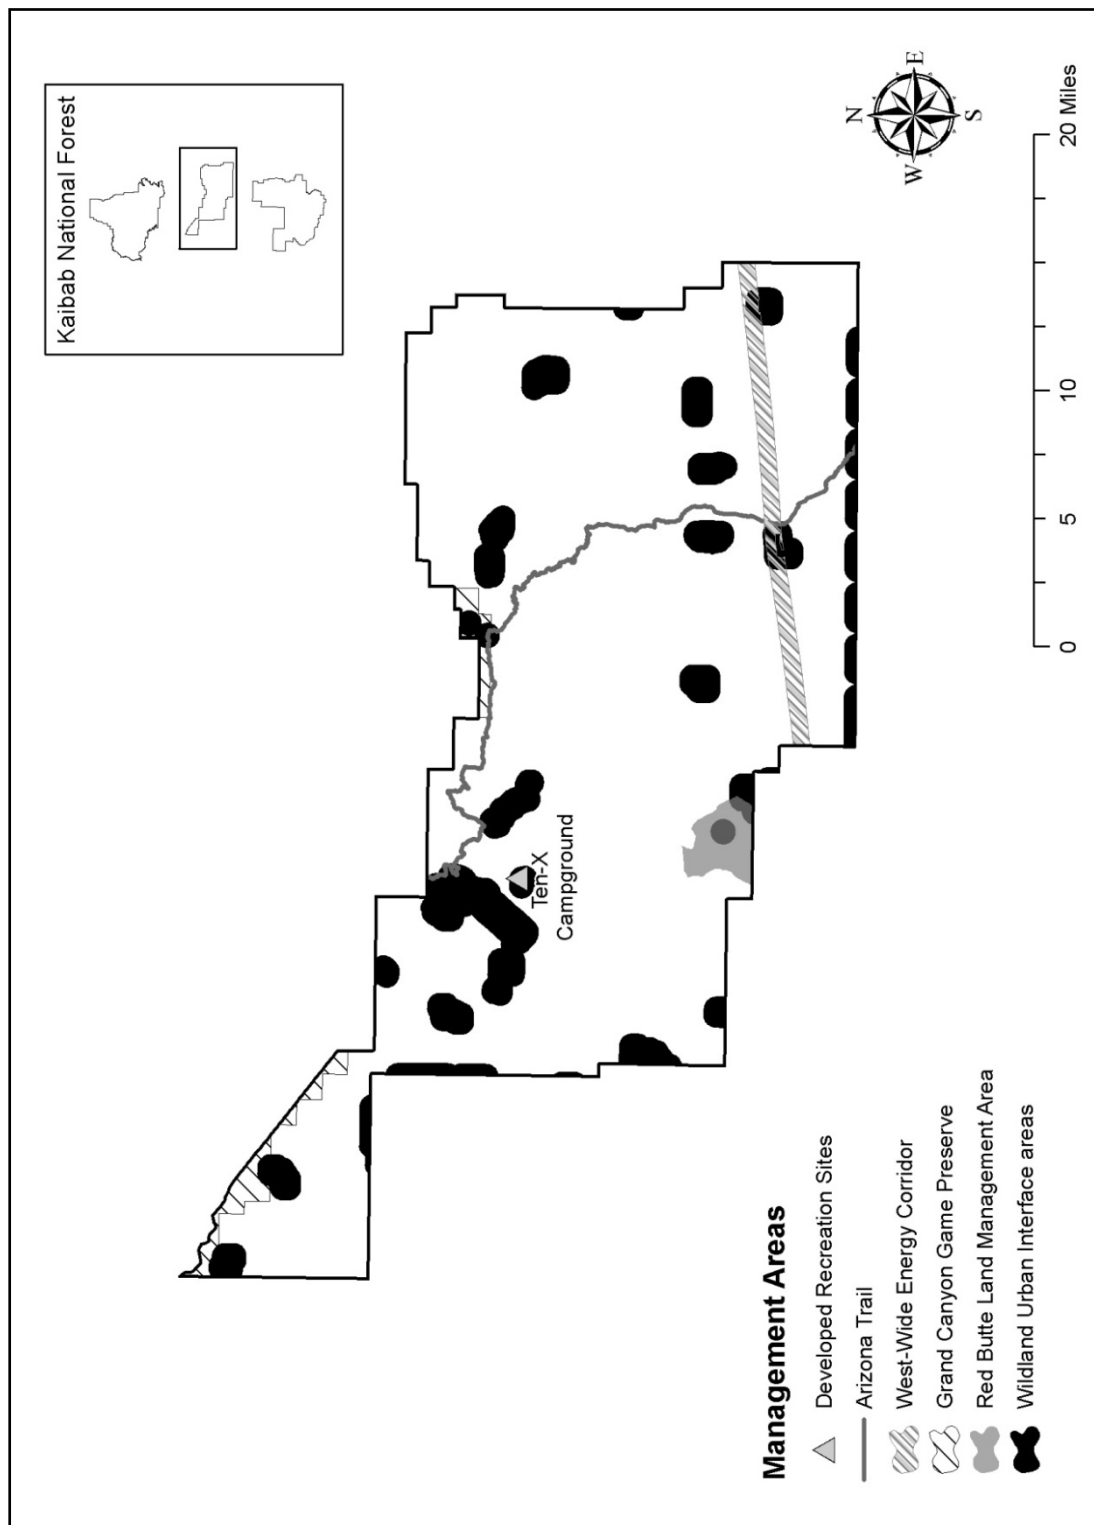 Kaibab National Forest
N
E
W
S
Ten-X
Campground
Management Areas
Developed Recreation Sites
Arizona Trail
West-Wide Energy Corridor
Grand Canyon Game Preserve
Red Butte Land Management Area
Wildland Urban Interface areas
0 5 10 20 Miles